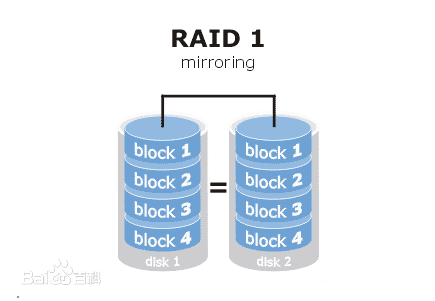 RAID 1
mirroring
block 1
block 1
block 2
block 2
=
block 3
block 3
block 4
block 4
disk 1
disk 2
Bai百科